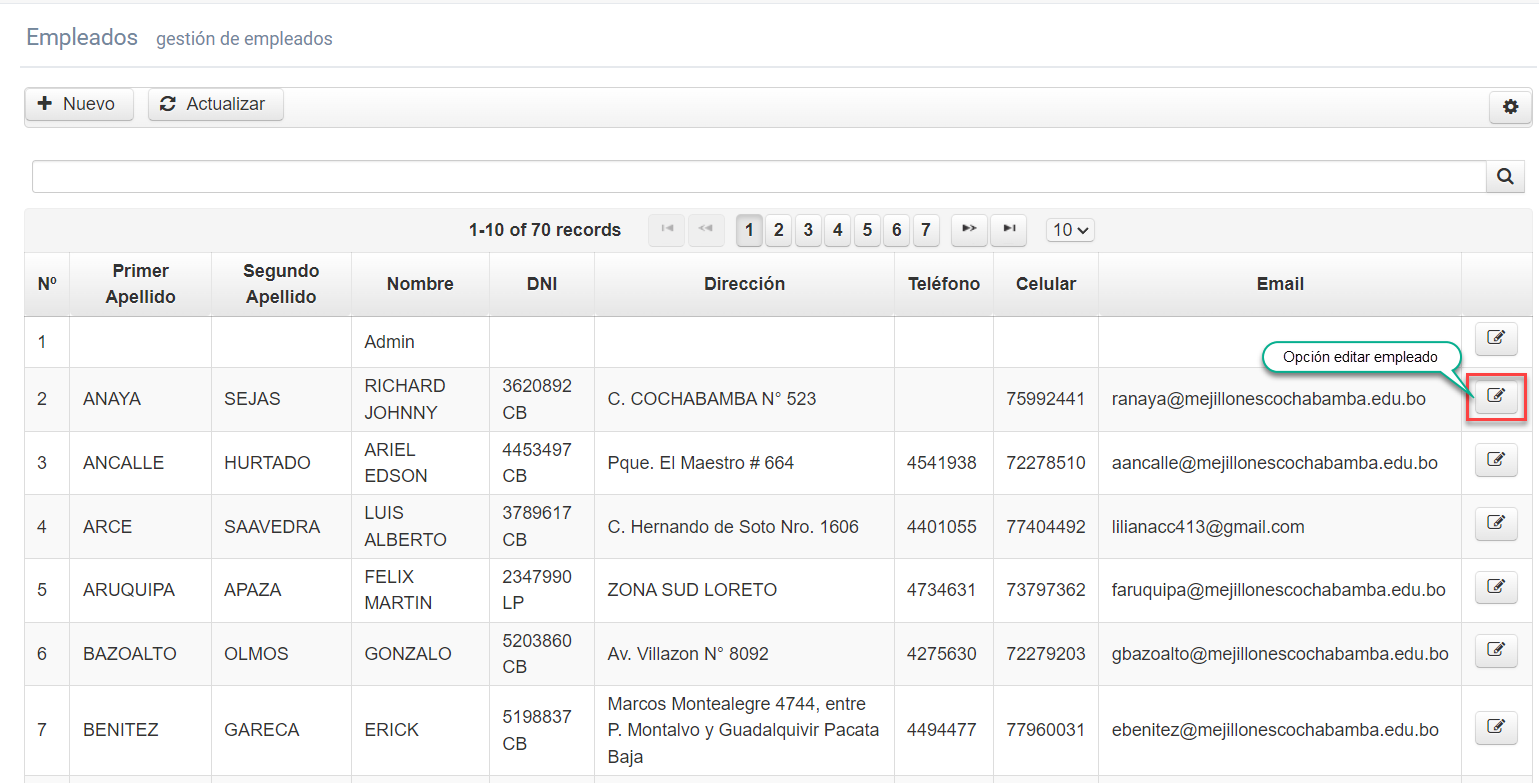 Empleados gestión de empleados
Nuevo Actualizar
1-10 of 70 records 1 2 3 4 5 6 7 10
Nº Primer Apellido Segundo Apellido Nombre DNI Dirección Teléfono Celular Email
1 Admin
Opción editar empleado
2 ANAYA SEJAS RICHARD JOHNNY 3620892 CB C. COCHABAMBA N° 523 75992441 ranaya@mejillonescochabamba.edu.bo
3 ANCALLE HURTADO ARIEL EDSON 4453497 CB Pque. El Maestro # 664 4541938 72278510 aancalle@mejillonescochabamba.edu.bo
4 ARCE SAAVEDRA LUIS ALBERTO 3789617 CB C. Hernando de Soto Nro. 1606 4401055 77404492 lilianacc413@gmail.com
5 ARUQUIPA APAZA FELIX MARTIN 2347990 LP ZONA SUD LORETO 4734631 73797362 faruquipa@mejillonescochabamba.edu.bo
6 BAZOALTO OLMOS GONZALO 5203860 CB Av. Villazon N° 8092 4275630 72279203 gbazoalto@mejillonescochabamba.edu.bo
7 BENITEZ GARECA ERICK 5198837 CB Marcos Montealegre 4744, entre P. Montalvo y Guadalquivir Pacata Baja 4494477 77960031 ebenitez@mejillonescochabamba.edu.bo